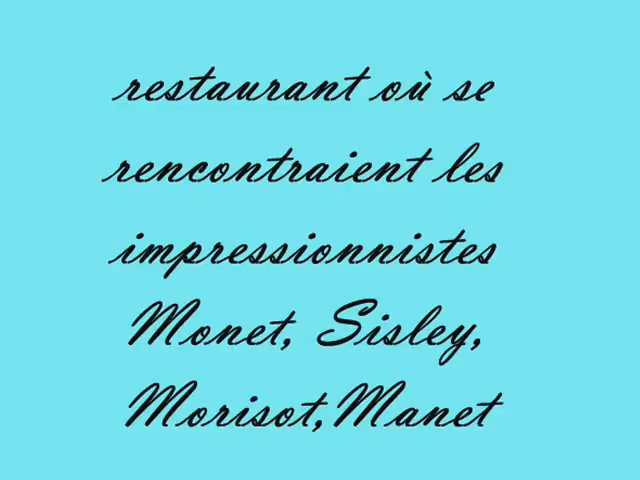 restaurant où se
rencontraient les
impressionnistes
Monet, Sisley,
Morisot,Manet